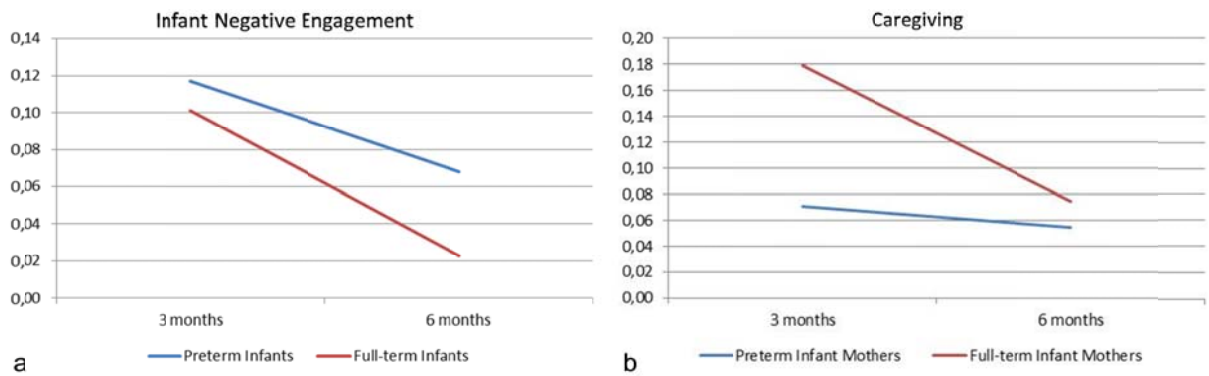 Infant Negative Engagement
0,14
0,12
0,10
0,08
0,06
0,04
0,02
0,00
3 months 6 months
Preterm Infants Full-term Infants
a
Caregiving
0,20
0,18
0,16
0,14
0,12
0,10
0,08
0,06
0,04
0,02
0,00
3 months 6 months
Preterm Infant Mothers Full-term Infant Mothers
b